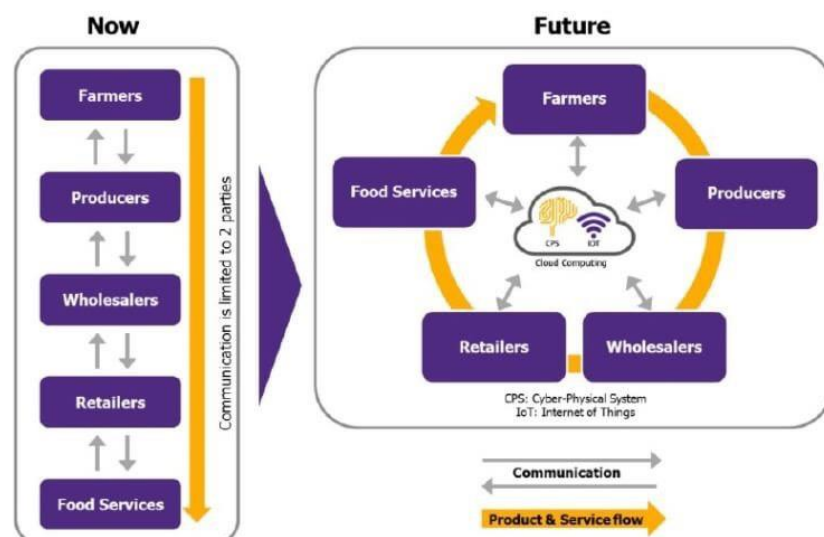 Now
Farmers
Producers
Wholesalers
Retailers
Food Services
Communication is limited to 2 parties
Future
Farmers
Food Services
Producers
CPS
IOT
Cloud Computing
Retailers
Wholesalers
CPS: Cyber-Physical System
IoT: Internet of Things
Communication
Product & Service flow